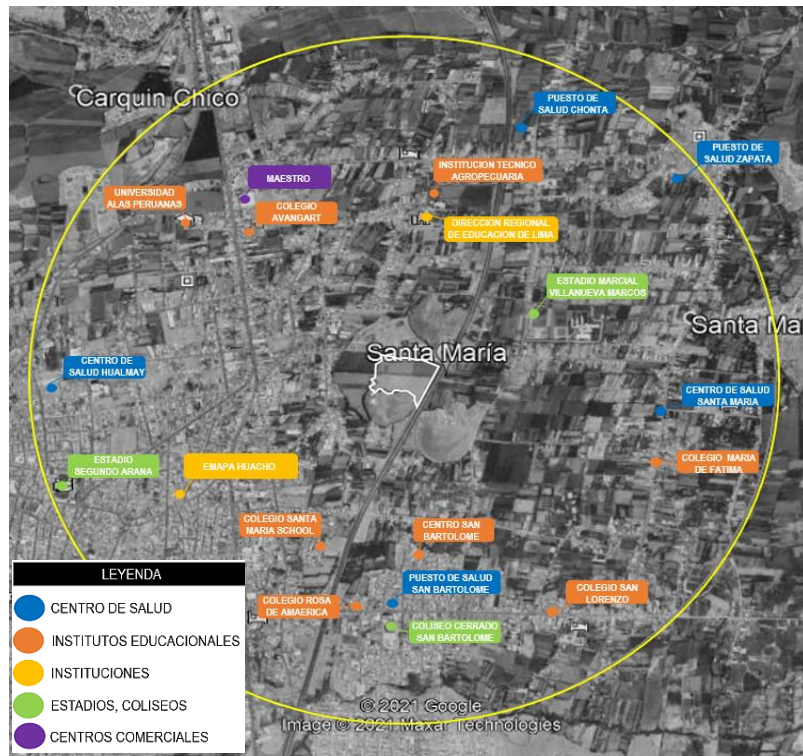 Carquin Chico
PUESTO DE
SALUD CHONTA
PUESTO DE
SALUD ZAPATA
INSTITUCION TECNICO
AGROPECUARIA
MAESTRO
UNIVERSIDAD
ALAS PERUANAS
COLEGIO
AVANGART
DIRECCION REGIONAL
DE EDUCACION DE LIMA
ESTADIO MARCIAL
VILLANUEVA MARCOS
Santa Ma
Santa María
CENTRO DE
SALUD HUALMAY
CENTRO DE SALUD
SANTA MARIA
ESTADIO
SEGUNDO ARANA
EMAPA HUACHO
COLEGIO MARIA
DE FATIMA
COLEGIO SANTA
MARIA SCHOOL
CENTRO SAN
BARTOLOME
COLEGIO ROSA
DE AMAERICA
PUESTO DE SALUD
SAN BARTOLOME
COLEGIO SAN
LORENZO
COLISEO CERRADO
SAN BARTOLOME
LEYENDA
CENTRO DE SALUD
INSTITUTOS EDUCACIONALES
INSTITUCIONES
ESTADIOS, COLISEOS
CENTROS COMERCIALES
© 2021 Google
Image © 2021 Maxar Technologies